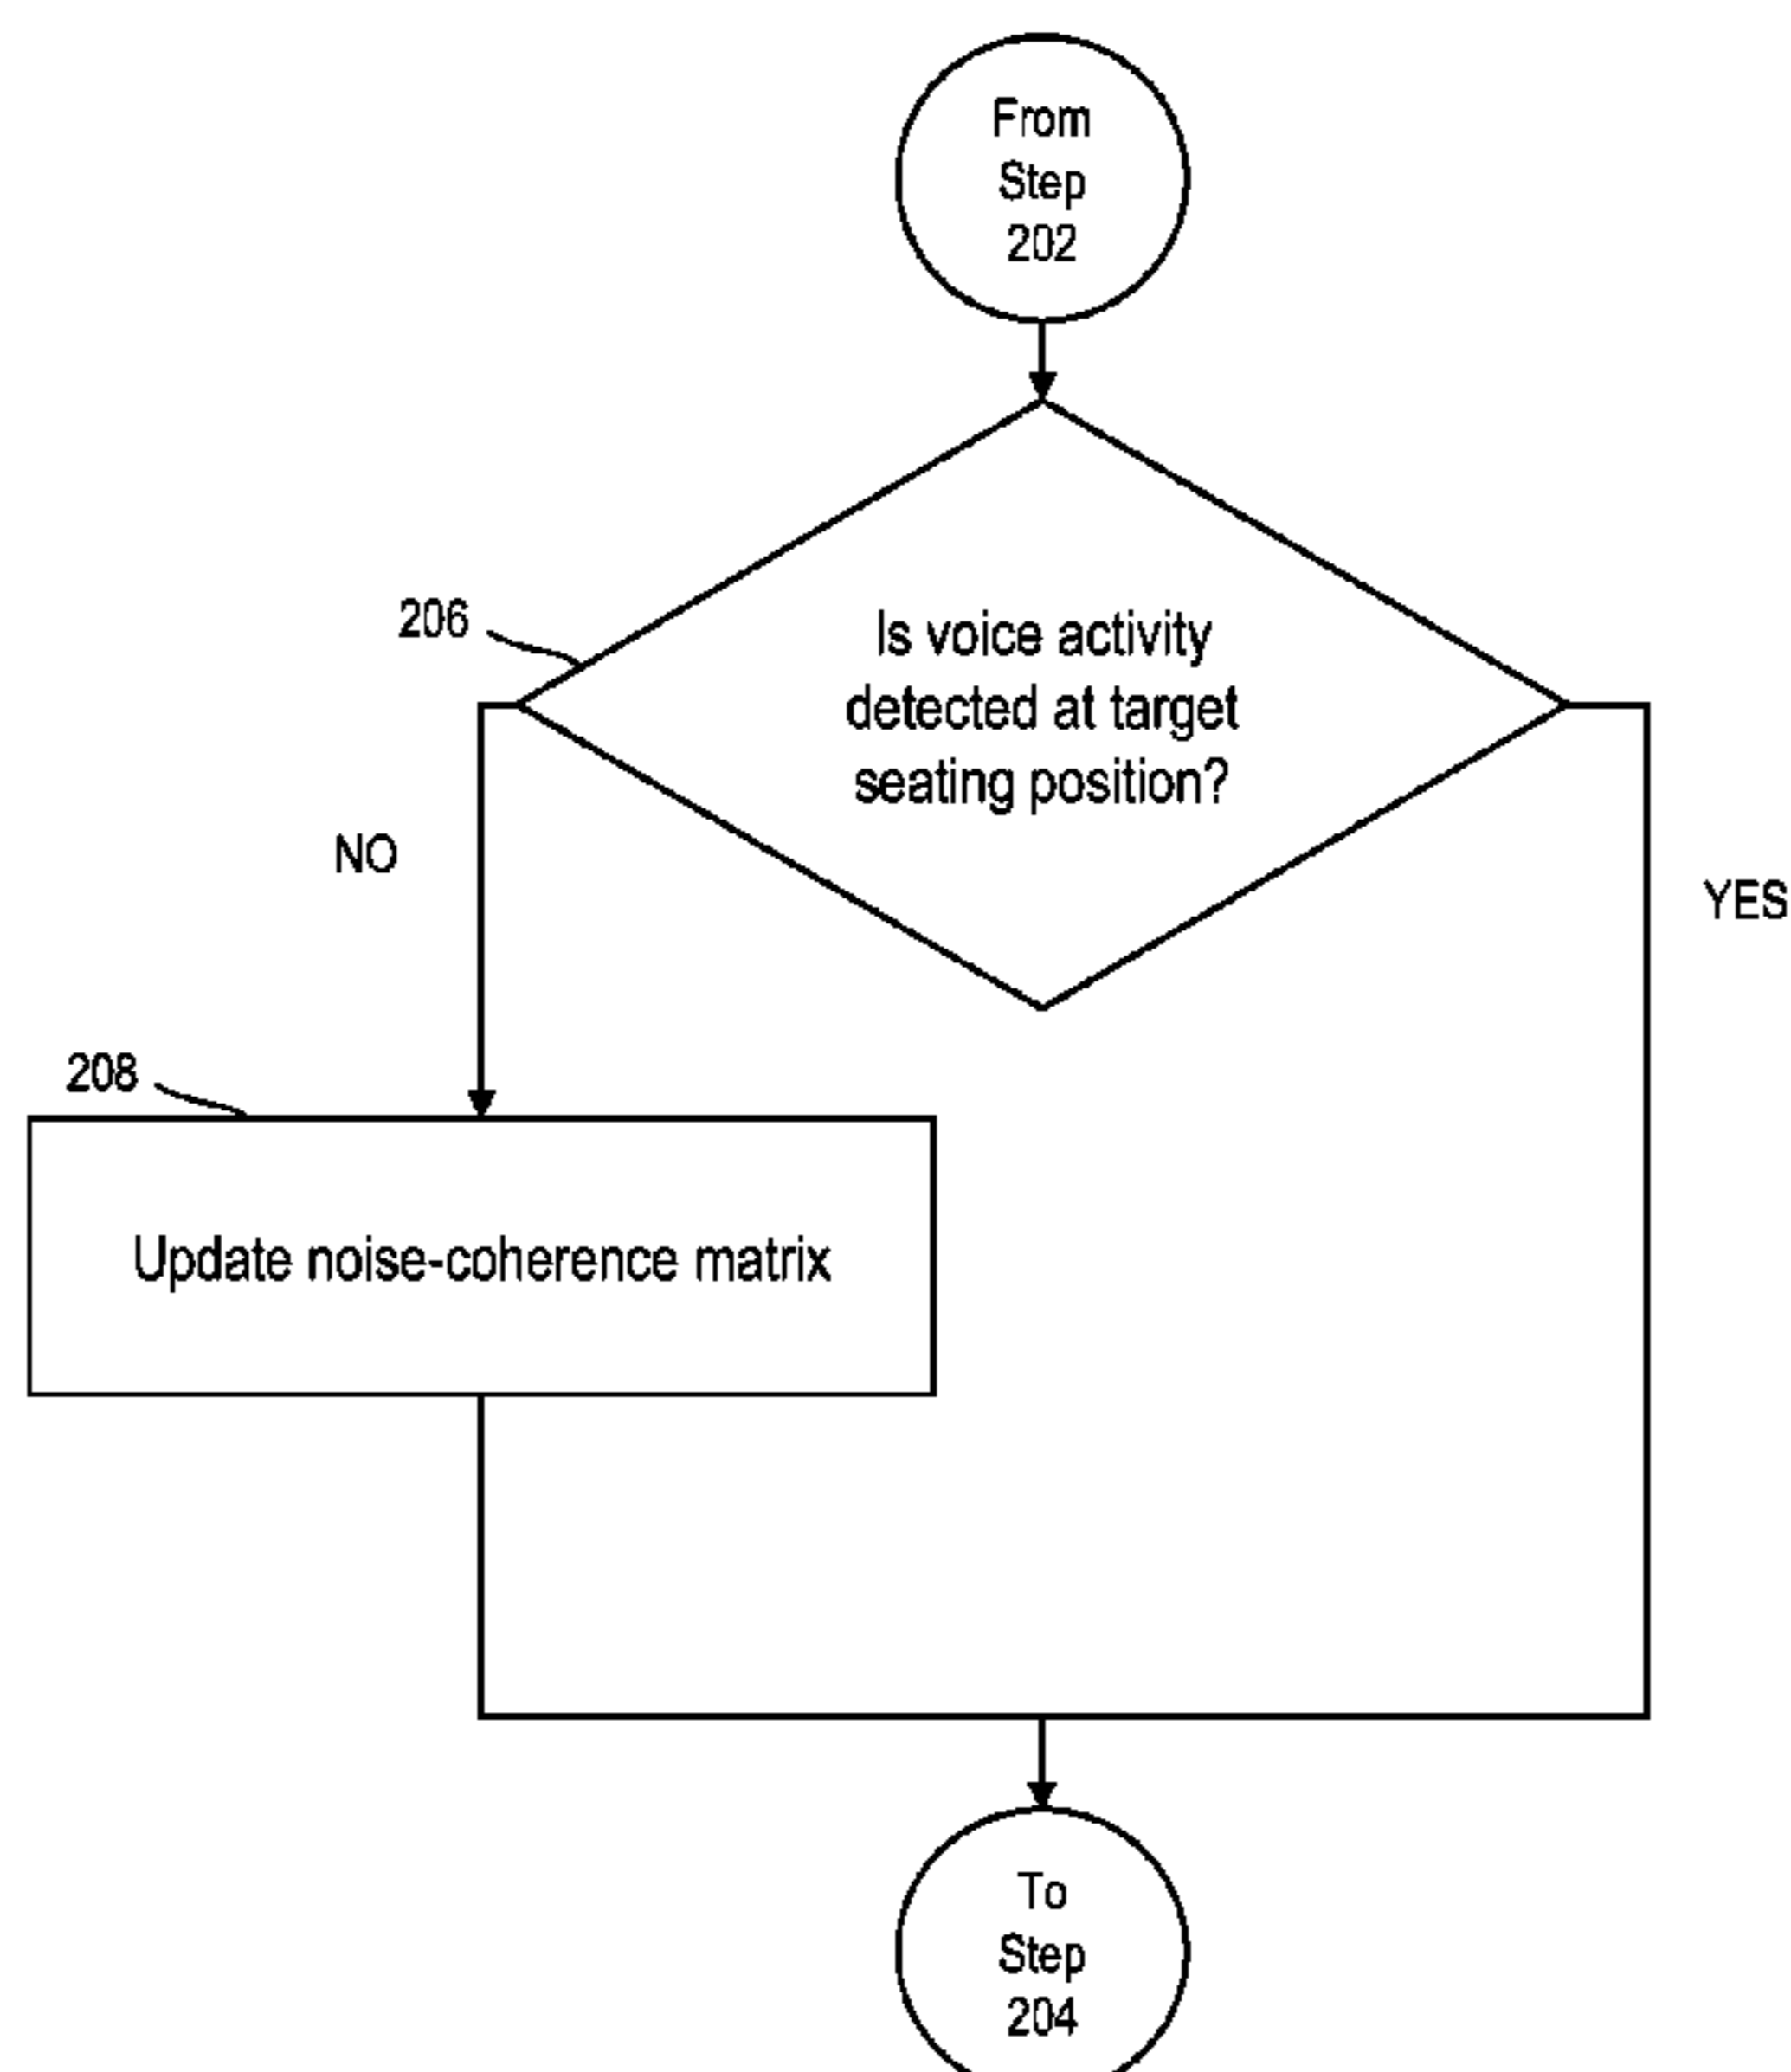 From
Step
202
206
Is voice activity
detected at target
seating position?
NO
YES
208
Update noise-coherence matrix
To
Step
204